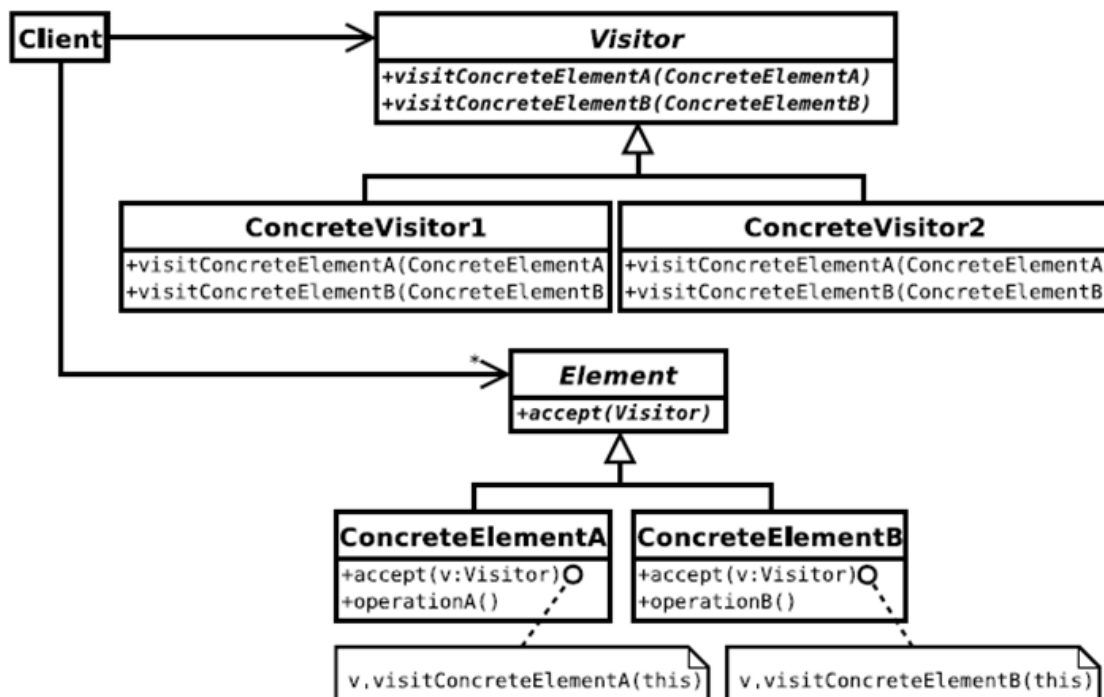 Client
Visitor
+visitConcreteElementA(ConcreteElementA)
+visitConcreteElementB(ConcreteElementB)
ConcreteVisitor1
+visitConcreteElementA(ConcreteElementA
+visitConcreteElementB(ConcreteElementB
ConcreteVisitor2
+visitConcreteElementA(ConcreteElementA
+visitConcreteElementB(ConcreteElementB
*
Element
+accept(Visitor)
ConcreteElementA
+accept(v:Visitor)
+operationA()
ConcreteElementB
+accept(v:Visitor)
+operationB()
v,visitConcreteElementA(this)
v,visitConcreteElementB(this)